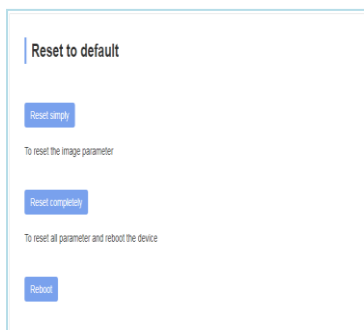 Reset to default
Reset simply
To reset the image parameter
Reset completely
To reset all parameter and reboot the device
Reboot